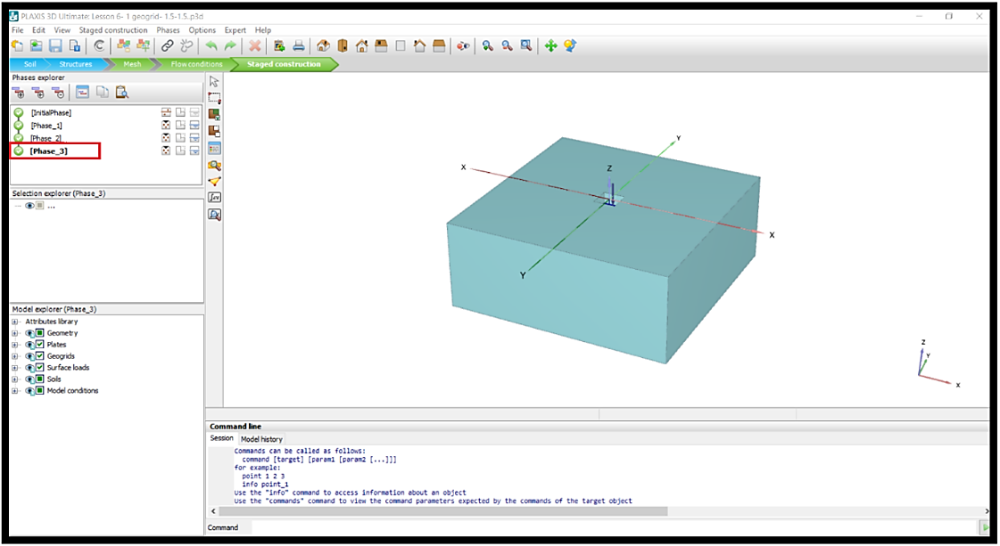 PLAXIS 3D Ultimate: Lesson 6- 1 geogrid- 1.5-1.5..p3d
File Edit View Staged construction Phases Options Expert Help
Soil Structures Mesh Flow conditions Staged construction
Phases explorer
[InitialPhase]
[Phase_1]
[Phase_2]
[Phase_3]
Selection explorer (Phase_3)
...
Model explorer (Phase_3)
Attributes library
Geometry
Plates
Geogrids
Surface loads
Soils
Model conditions
Y
X
Z
X
Y
Z
Y
X
Command line
Session Model history
Commands can be called as follows:
command [target] [param1 [param2 [...]]]
for example:
point 1 2 3
info point_1
Use the "info" command to access information about an object
Use the "commands" command to view the command parameters expected by the commands of the target object
Command